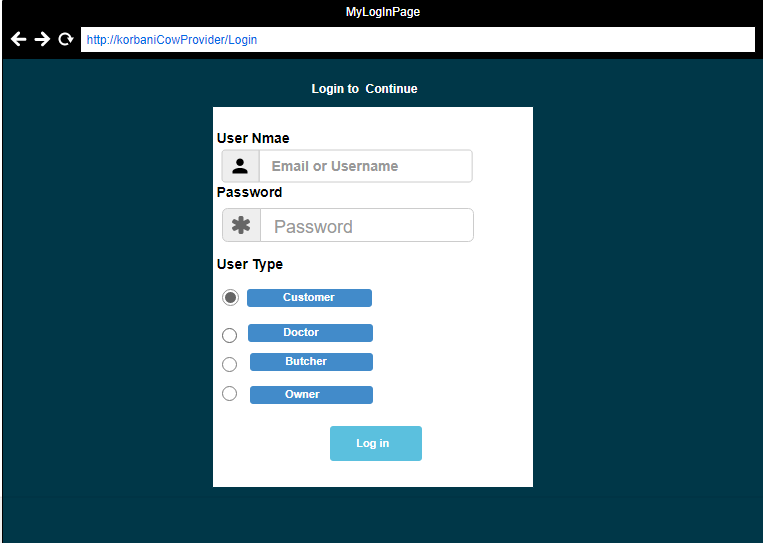 MyLogInPage
http://korbaniCowProvider/Login
Login to  Continue
User Nmae
Email or Username
Password
Password
User Type
Customer
Doctor
Butcher
Owner
Log in